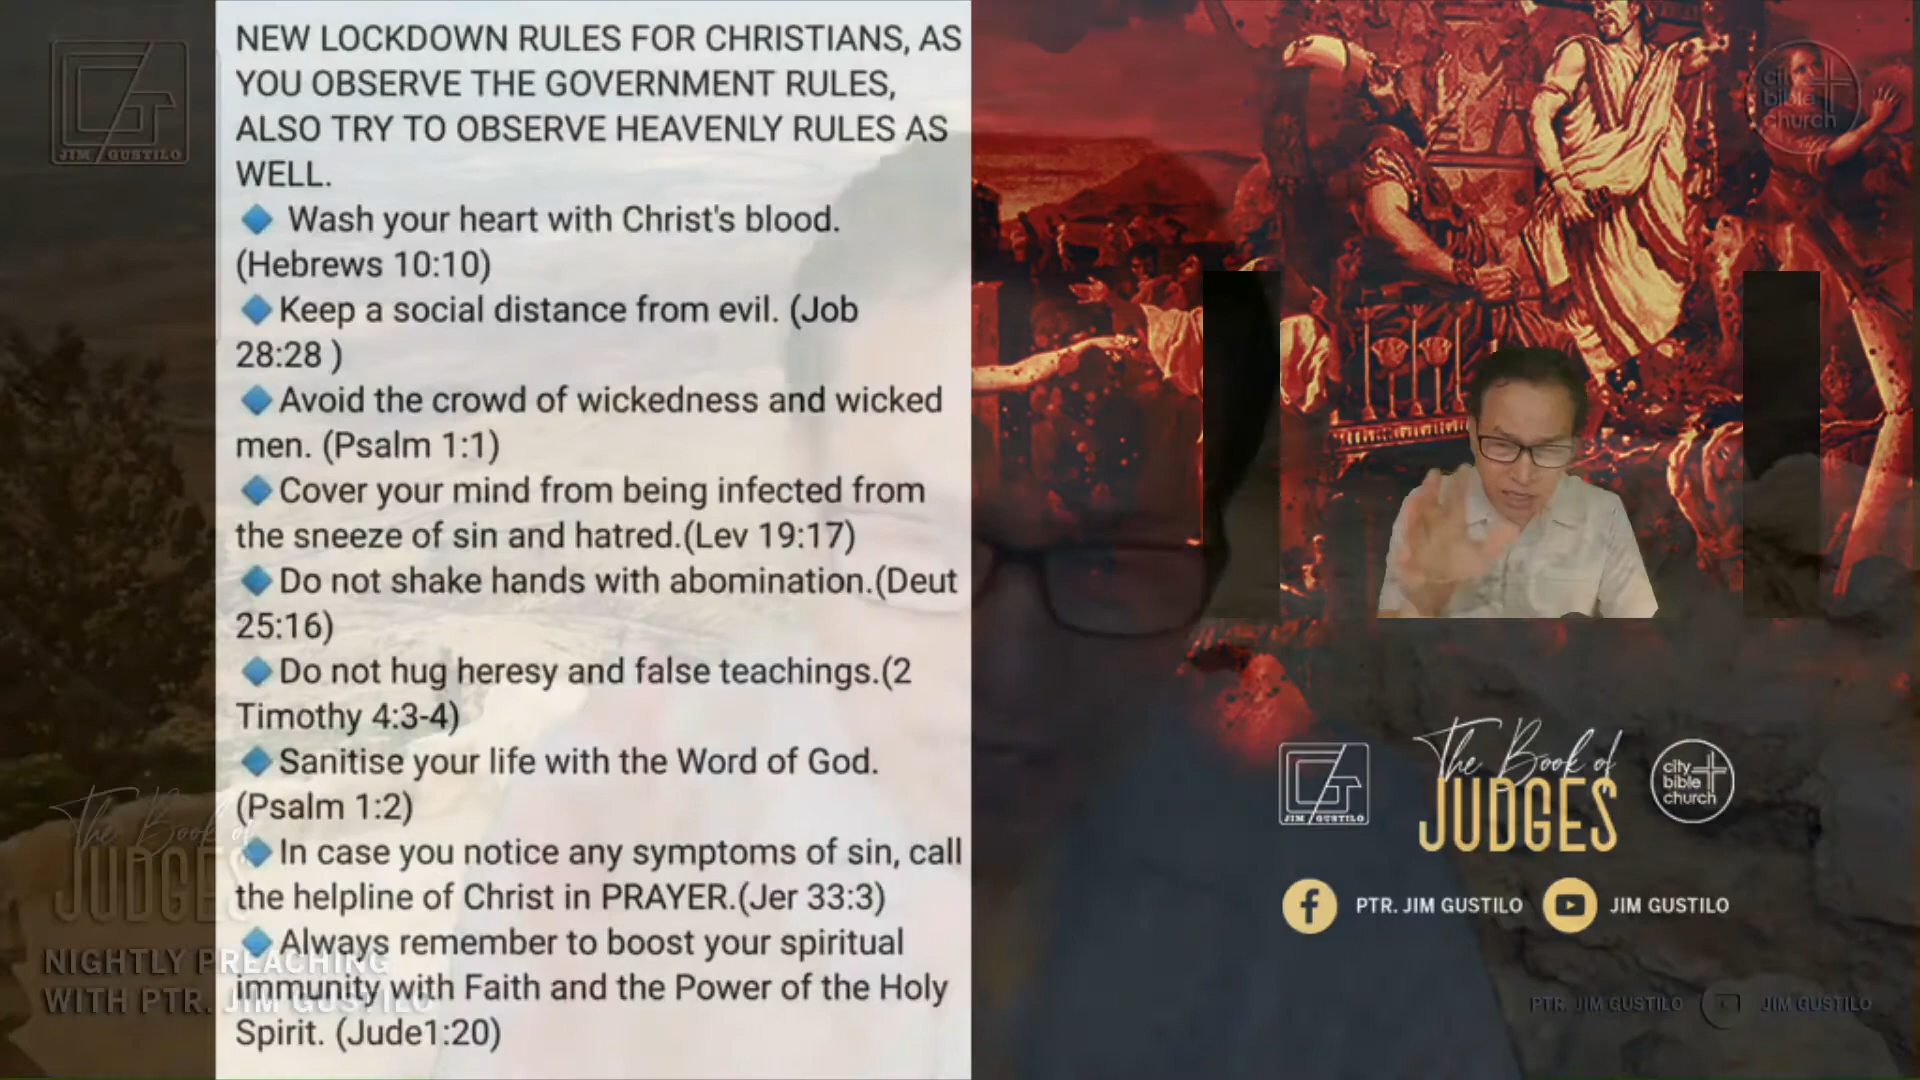 JIM GUSTILO
NEW LOCKDOWN RULES FOR CHRISTIANS, AS
YOU OBSERVE THE GOVERNMENT RULES,
ALSO TRY TO OBSERVE HEAVENLY RULES AS
WELL.
🔷 Wash your heart with Christ's blood.
(Hebrews 10:10)
🔷Keep a social distance from evil. (Job
28:28 )
🔷Avoid the crowd of wickedness and wicked
men. (Psalm 1:1)
🔷Cover your mind from being infected from
the sneeze of sin and hatred.(Lev 19:17)
🔷Do not shake hands with abomination.(Deut
25:16)
🔷Do not hug heresy and false teachings.(2
Timothy 4:3-4)
🔷Sanitise your life with the Word of God.
(Psalm 1:2)
🔷In case you notice any symptoms of sin, call
the helpline of Christ in PRAYER.(Jer 33:3)
🔷Always remember to boost your spiritual
immunity with Faith and the Power of the Holy
Spirit. (Jude1:20)
The Book of
JUDGES
NIGHTLY PREACHING
WITH PTR. JIM GUSTILO
city
bible
church
JIM GUSTILO
The Book of
JUDGES
city
bible
church
PTR. JIM GUSTILO
JIM GUSTILO
PTR. JIM GUSTILO
JIM GUSTILO